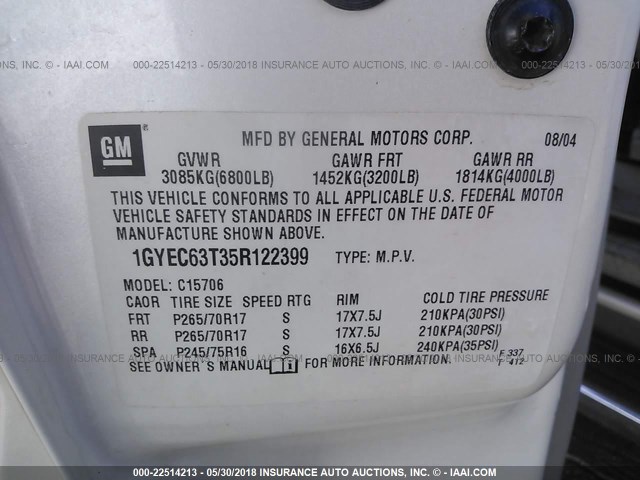 INSURANCE AUTO AUCTIONS, INC. - IAAI.COM 000-22514213 - 05/30/2018 INSURANCE AUTO AUCTIONS, INC. - IAAI.COM 000-22514213 - 05/30/2018
GM ®
MFD BY GENERAL MOTORS CORP. 08/04
GVWR GAWR FRT GAWR RR
3085KG(6800LB) 1452KG(3200LB) 1814KG(4000LB)
THIS VEHICLE CONFORMS TO ALL APPLICABLE U.S. FEDERAL MOTOR
VEHICLE SAFETY STANDARDS IN EFFECT ON THE DATE OF
MANUFACTURE SHOWN ABOVE.
1GYEC63T35R122399 TYPE: M.P.V.
MODEL: C15706
CAOR TIRE SIZE SPEED RTG RIM COLD TIRE PRESSURE
FRT P265/70R17 S 17X7.5J 210KPA(30PSI)
RR P265/70R17 S 17X7.5J 210KPA(30PSI)
SPA P245/75R16 S 16X6.5J 240KPA(35PSI)
SEE OWNER'S MANUAL FOR MORE INFORMATION.
000-22514213 - 05/30/2018 INSURANCE AUTO AUCTIONS, INC. - IAAI.COM